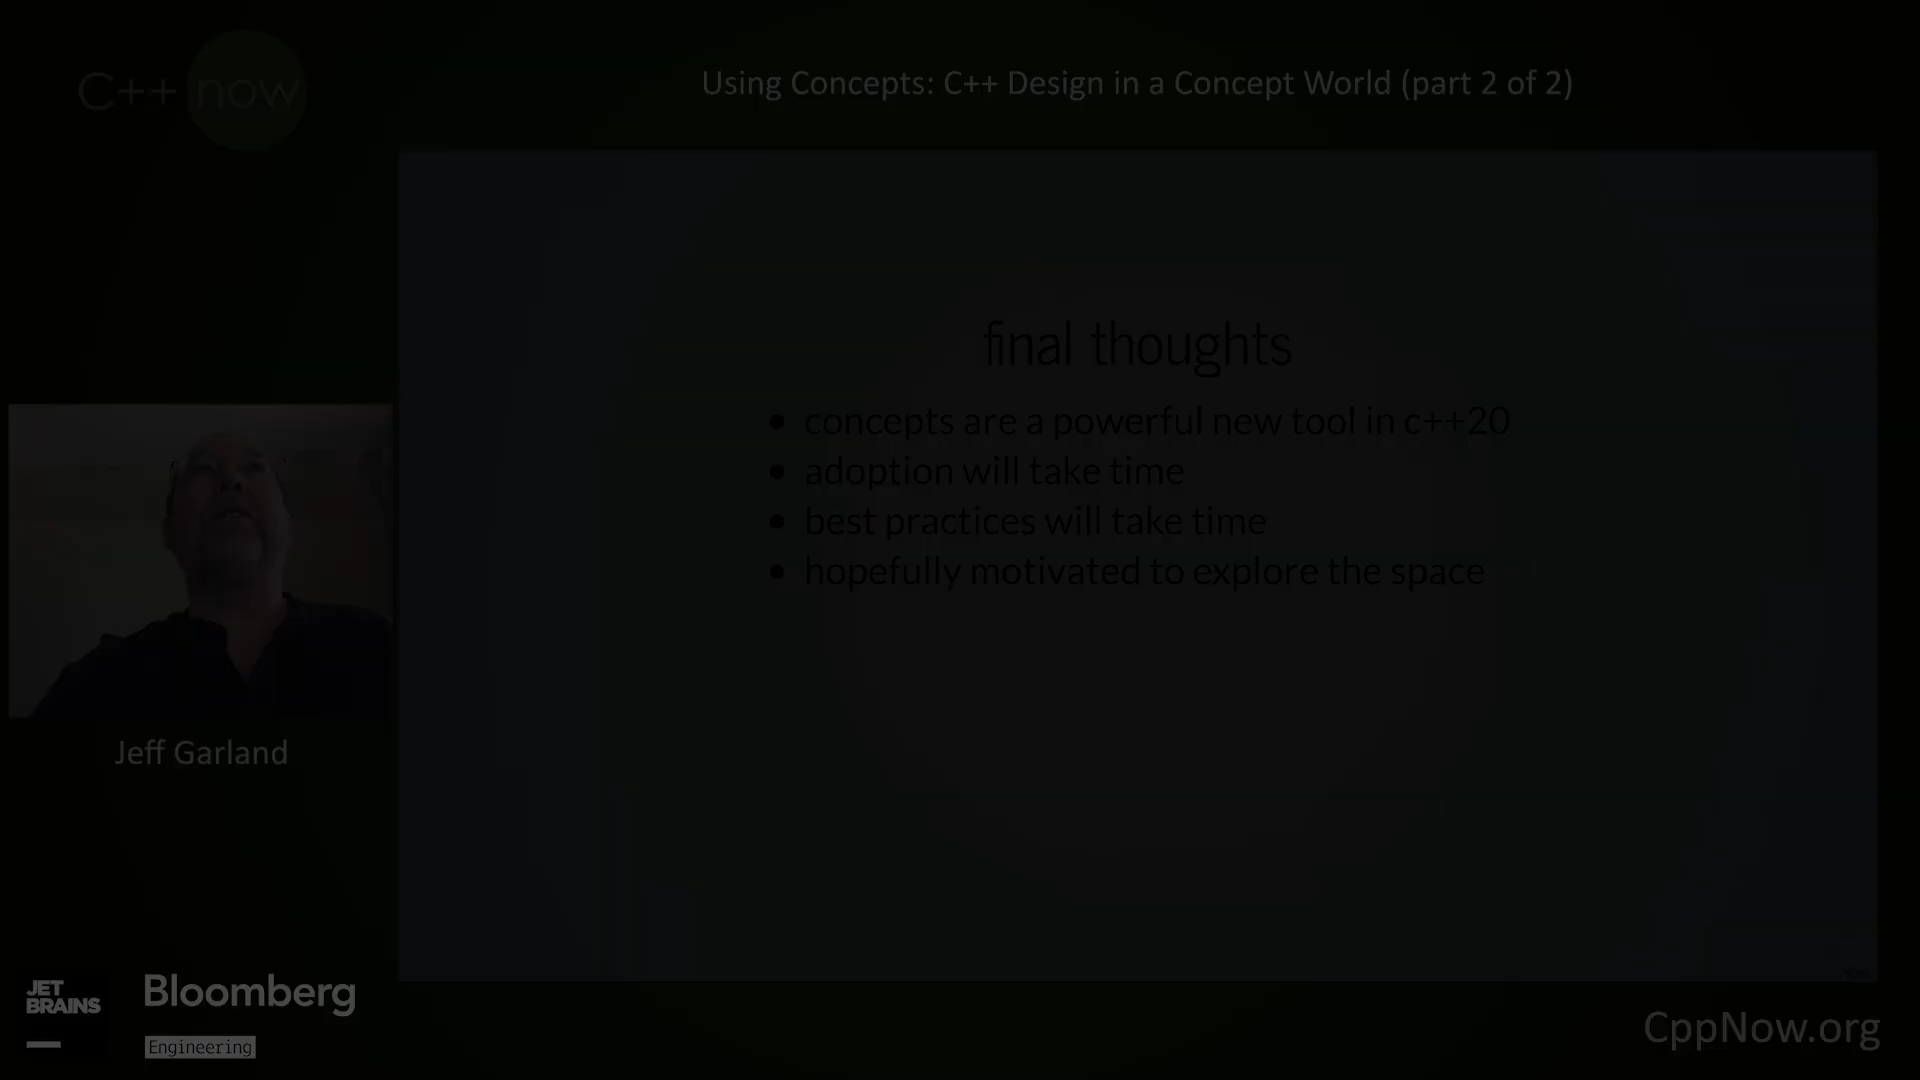 C++ now
Using Concepts: C++ Design in a Concept World (part 2 of 2)
final thoughts
concepts are a powerful new tool in c++20
adoption will take time
best practices will take time
hopefully motivated to explore the space
Jeff Garland
JET
BRAINS
Bloomberg
Engineering
CppNow.org